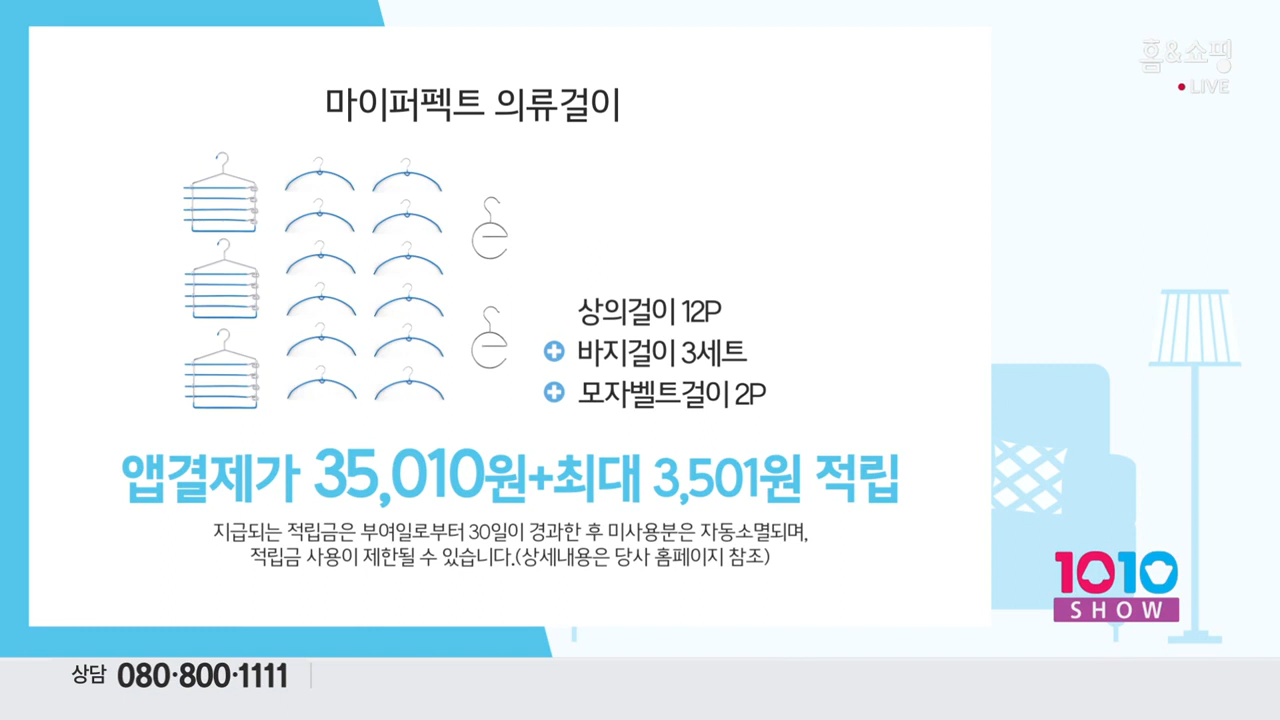 홈&쇼핑
LIVE
마이퍼펙트 의류걸이
상의걸이 12P
바지걸이 3세트
모자벨트걸이 2P
앱결제가 35,010원+최대 3,501원 적립
지급되는 적립금은 부여일로부터 30일이 경과한 후 미사용분은 자동소멸되며,
적립금 사용이 제한될 수 있습니다.(상세내용은 당사 홈페이지 참조)
1010
SHOW
상담 080·800·1111